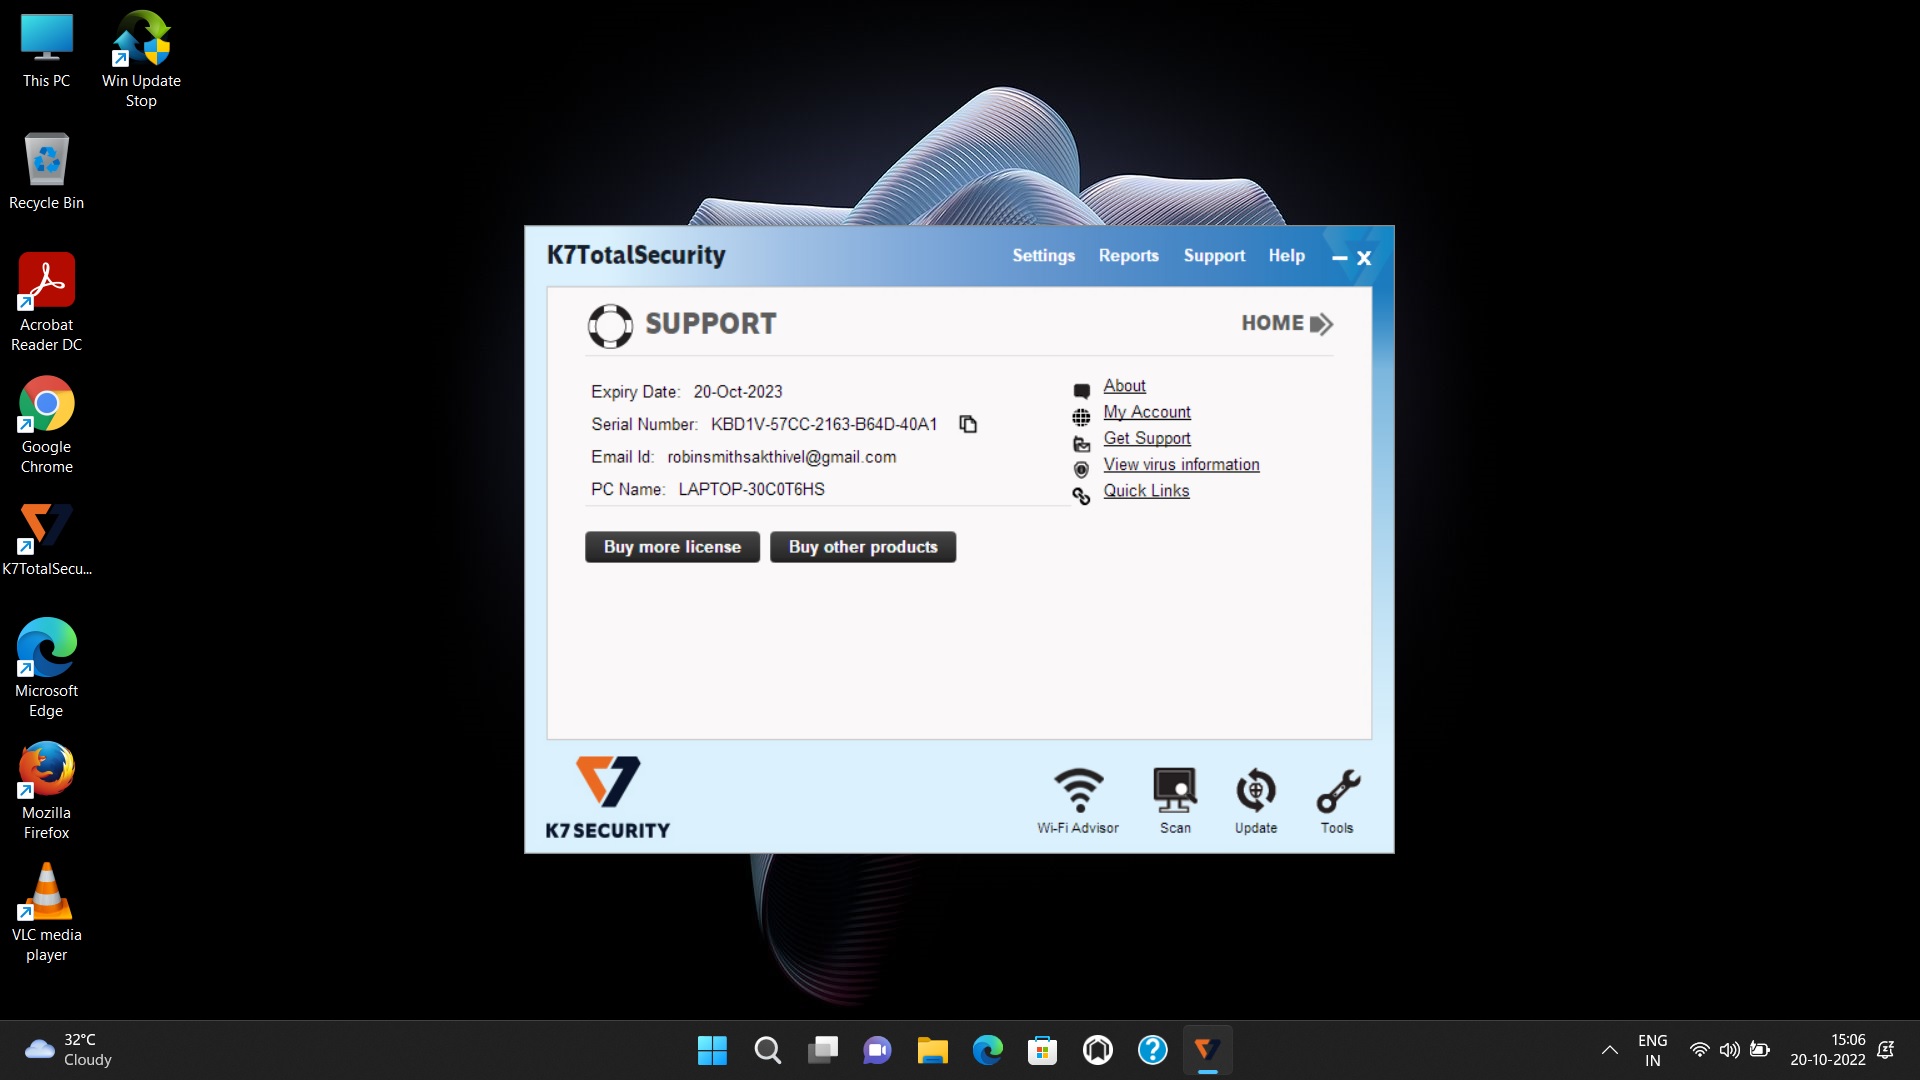 This PC
Win Update
Stop
Recycle Bin
Acrobat
Reader DC
Google
Chrome
K7TotalSecu...
Microsoft
Edge
Mozilla
Firefox
VLC media
player
K7TotalSecurity
Settings Reports Support Help
SUPPORT
HOME
Expiry Date: 20-Oct-2023
Serial Number: KBD1V-57CC-2163-B64D-40A1
Email Id: robinsmithsakthivel@gmail.com
PC Name: LAPTOP-30C0T6HS
About
My Account
Get Support
View virus information
Quick Links
Buy more license
Buy other products
K7 SECURITY
Wi-Fi Advisor
Scan
Update
Tools
32°C
Cloudy
ENG
IN
15:06
20-10-2022